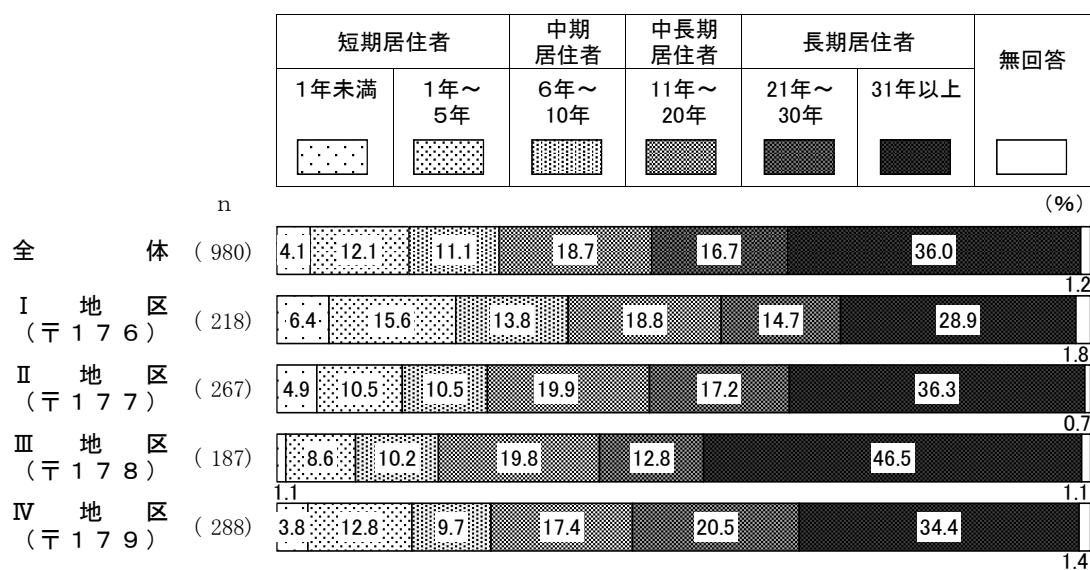 短期居住者 中期居住者 中長期居住者 長期居住者 無回答
1年未満 1年～5年 6年～10年 11年～20年 21年～30年 31年以上
n (%)
全体 (980) 4.1 12.1 11.1 18.7 16.7 36.0
1.2
Ⅰ地区 (〒176) (218) 6.4 15.6 13.8 18.8 14.7 28.9
1.8
Ⅱ地区 (〒177) (267) 4.9 10.5 10.5 19.9 17.2 36.3
0.7
Ⅲ地区 (〒178) (187) 8.6 10.2 19.8 12.8 46.5
1.1 1.1
Ⅳ地区 (〒179) (288) 3.8 12.8 9.7 17.4 20.5 34.4
1.4